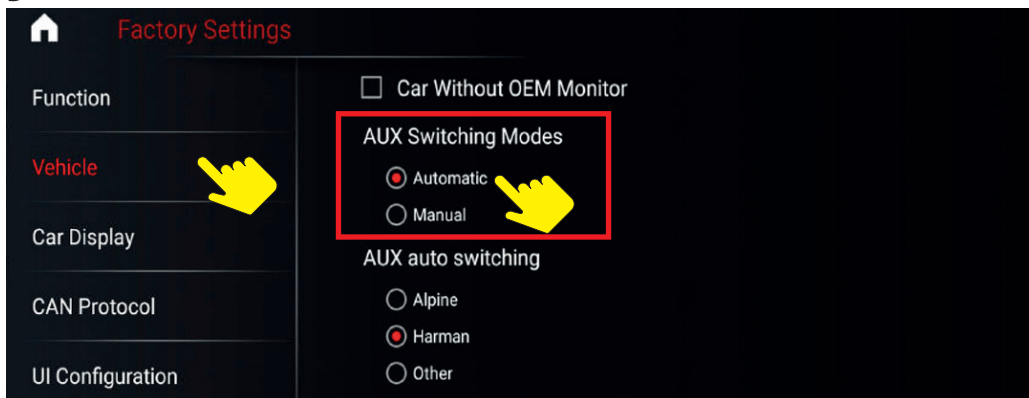 Factory Settings
Function
Vehicle
Car Display
CAN Protocol
UI Configuration
Car Without OEM Monitor
AUX Switching Modes
Automatic
Manual
AUX auto switching
Alpine
Harman
Other